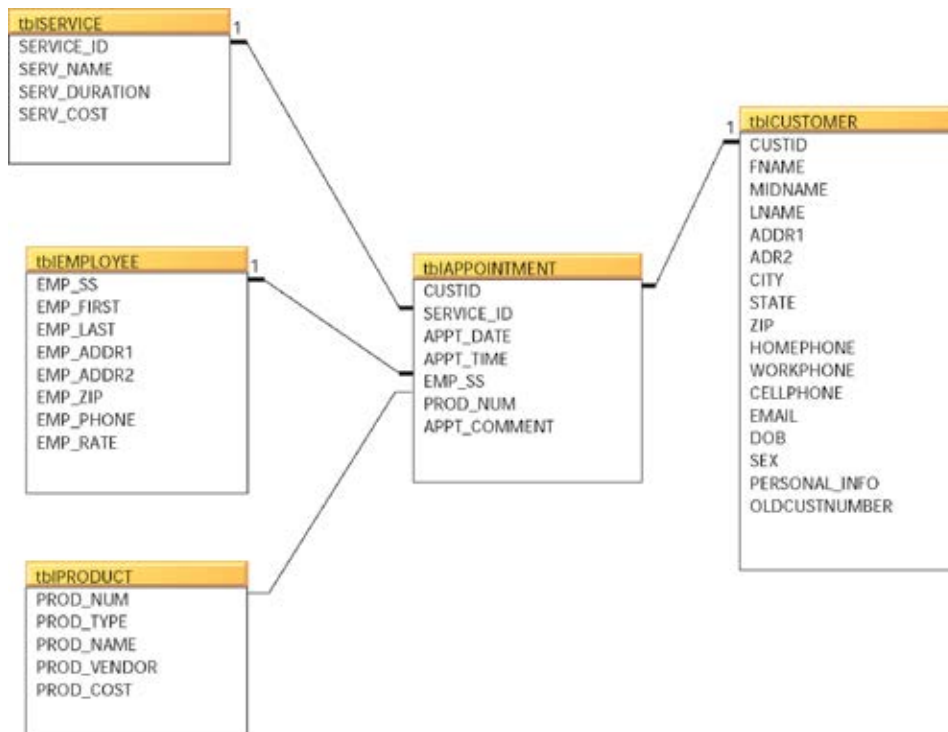 tblSERVICE
1
SERVICE_ID
SERV_NAME
SERV_DURATION
SERV_COST
tblEMPLOYEE
1
EMP_SS
EMP_FIRST
EMP_LAST
EMP_ADDR1
EMP_ADDR2
EMP_ZIP
EMP_PHONE
EMP_RATE
tblPRODUCT
PROD_NUM
PROD_TYPE
PROD_NAME
PROD_VENDOR
PROD_COST
tblAPPOINTMENT
CUSTID
SERVICE_ID
APPT_DATE
APPT_TIME
EMP_SS
PROD_NUM
APPT_COMMENT
1
tblCUSTOMER
CUSTID
FNAME
MIDNAME
LNAME
ADDR1
ADR2
CITY
STATE
ZIP
HOMEPHONE
WORKPHONE
CELLPHONE
EMAIL
DOB
SEX
PERSONAL_INFO
OLDCUSTNUMBER